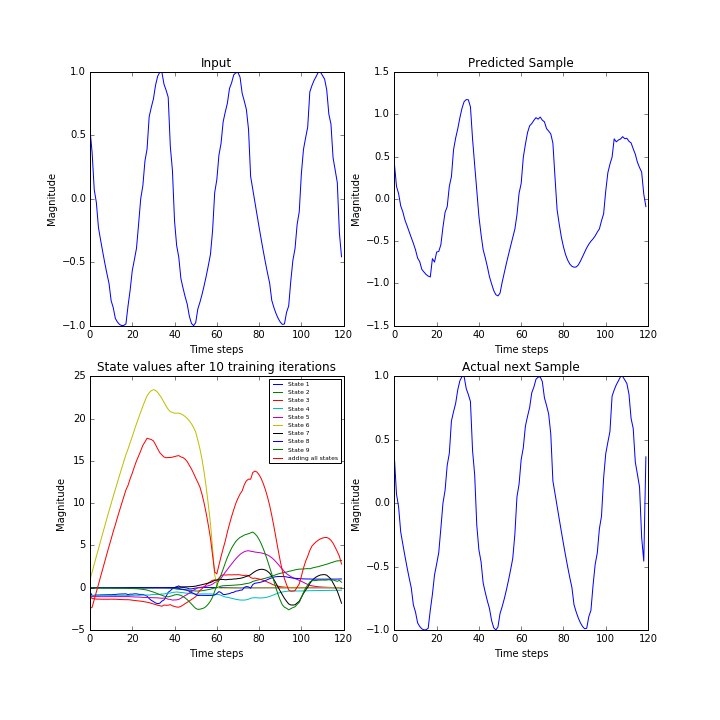 Input
1.0
0.5
0.0
−0.5
−1.0
Magnitude
0 20 40 60 80 100 120
Time steps
Predicted Sample
1.5
1.0
0.5
0.0
−0.5
−1.0
−1.5
Magnitude
0 20 40 60 80 100 120
Time steps
State values after 10 training iterations
25
20
15
10
5
0
−5
Magnitude
State 1
State 2
State 3
State 4
State 5
State 6
State 7
State 8
State 9
adding all states
0 20 40 60 80 100 120
Time steps
Actual next Sample
1.0
0.5
0.0
−0.5
−1.0
Magnitude
0 20 40 60 80 100 120
Time steps